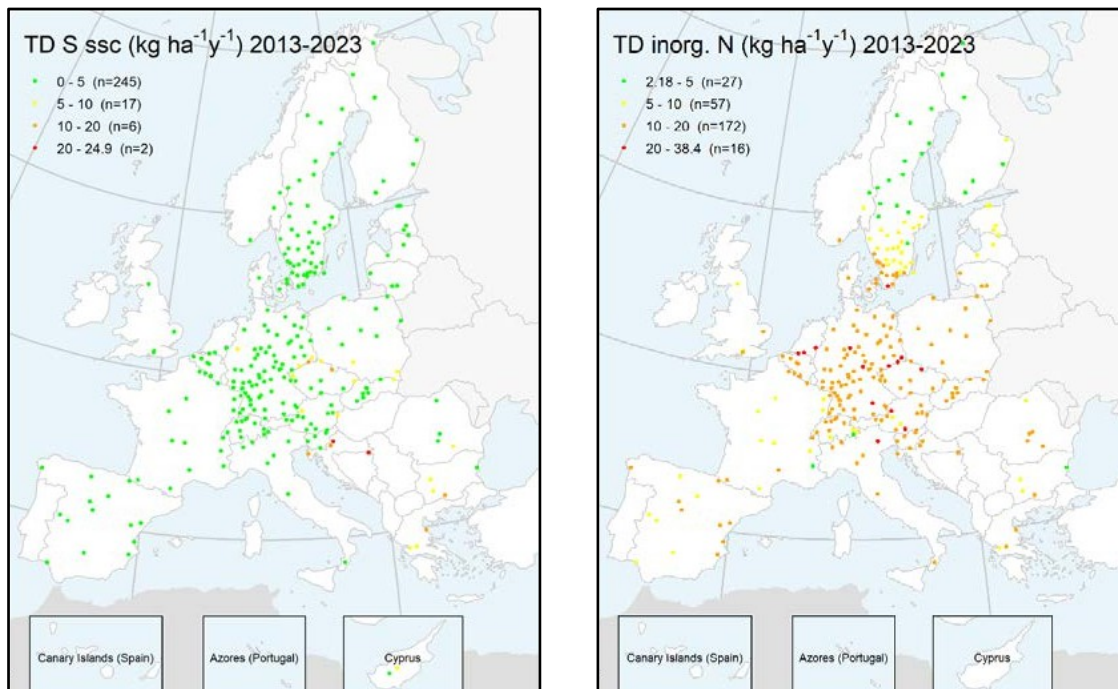 TD S ssc (kg ha⁻¹y⁻¹) 2013-2023
0 - 5 (n=245)
5 - 10 (n=17)
10 - 20 (n=6)
20 - 24.9 (n=2)
Canary Islands (Spain)
Azores (Portugal)
Cyprus
TD inorg. N (kg ha⁻¹y⁻¹) 2013-2023
2.18 - 5 (n=27)
5 - 10 (n=57)
10 - 20 (n=172)
20 - 38.4 (n=16)
Canary Islands (Spain)
Azores (Portugal)
Cyprus